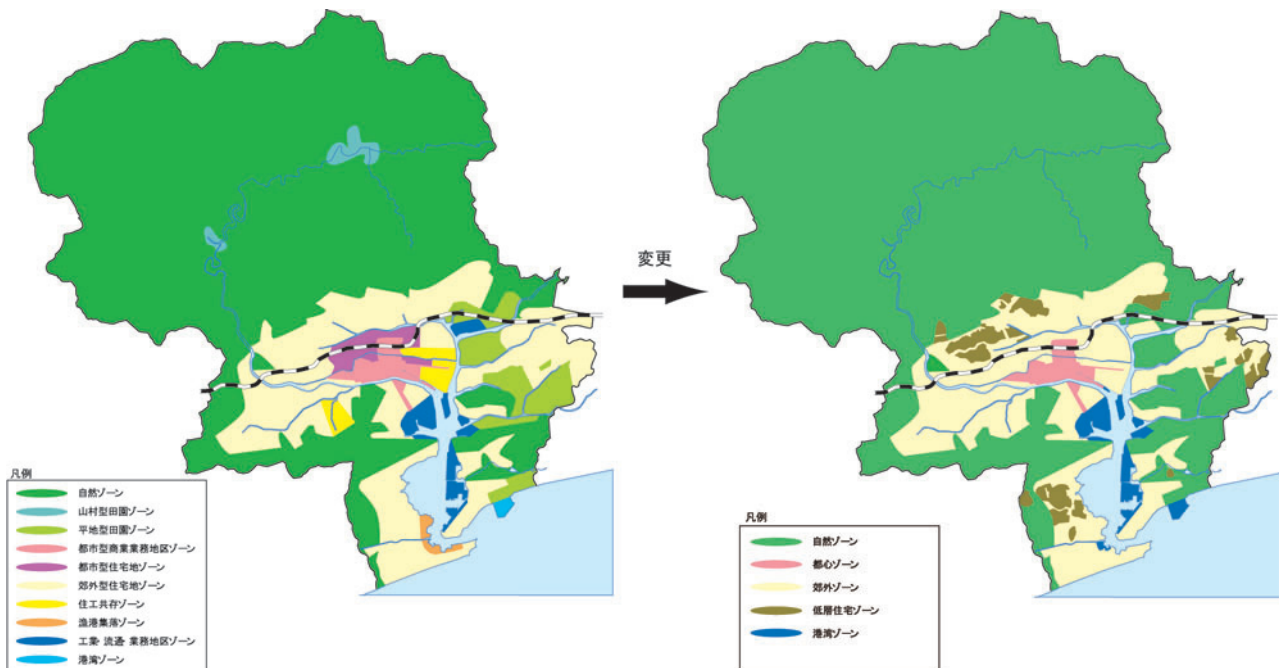 変更
凡例
自然ゾーン
山村型田園ゾーン
平地型田園ゾーン
都市型商業業務地区ゾーン
都市型住宅地ゾーン
郊外型住宅地ゾーン
住工共存ゾーン
漁港集落ゾーン
工業・流通・業務地区ゾーン
港湾ゾーン
凡例
自然ゾーン
都心ゾーン
郊外ゾーン
低層住宅ゾーン
港湾ゾーン